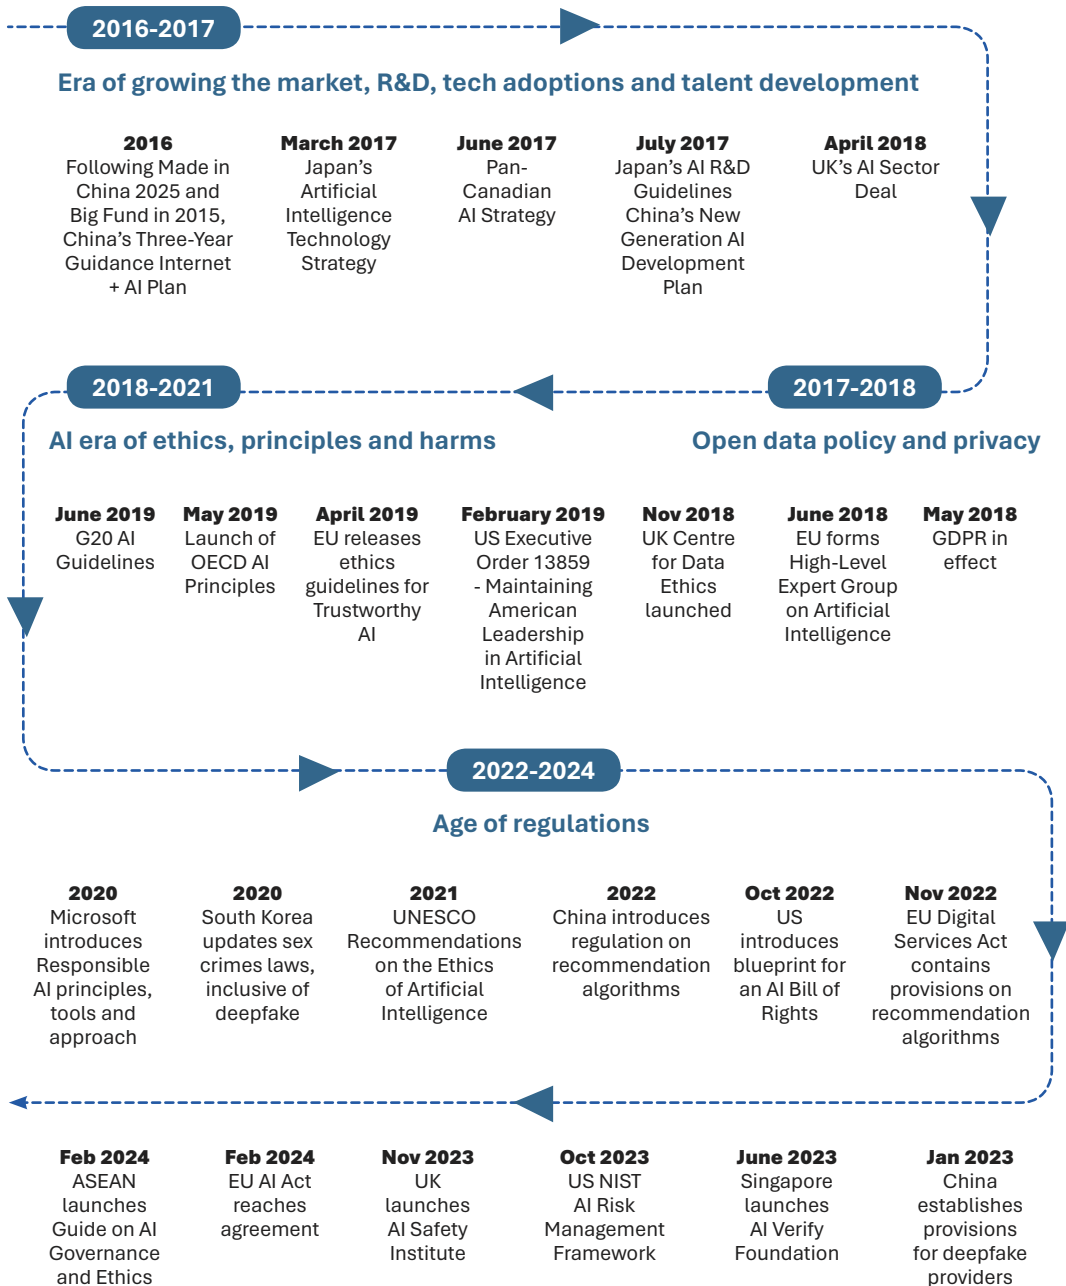 2016-2017
Era of growing the market, R&D, tech adoptions and talent development
2016
Following Made in
China 2025 and
Big Fund in 2015,
China's Three-Year
Guidance Internet
+ AI Plan
March 2017
Japan's
Artificial
Intelligence
Technology
Strategy
June 2017
Pan-
Canadian
AI Strategy
July 2017
Japan's AI R&D
Guidelines
China's New
Generation AI
Development
Plan
April 2018
UK's AI Sector
Deal
2018-2021
AI era of ethics, principles and harms
2017-2018
Open data policy and privacy
June 2019
G20 AI
Guidelines
May 2019
Launch of
OECD AI
Principles
April 2019
EU releases
ethics
guidelines for
Trustworthy
AI
February 2019
US Executive
Order 13859
- Maintaining
American
Leadership
in Artificial
Intelligence
Nov 2018
UK Centre
for Data
Ethics
launched
June 2018
EU forms
High-Level
Expert Group
on Artificial
Intelligence
May 2018
GDPR in
effect
2022-2024
Age of regulations
2020
Microsoft
introduces
Responsible
AI principles,
tools and
approach
2020
South Korea
updates sex
crimes laws,
inclusive of
deepfake
2021
UNESCO
Recommendations
on the Ethics
of Artificial
Intelligence
2022
China introduces
regulation on
recommendation
algorithms
Oct 2022
US
introduces
blueprint for
an AI Bill of
Rights
Nov 2022
EU Digital
Services Act
contains
provisions on
recommendation
algorithms
Feb 2024
ASEAN
launches
Guide on AI
Governance
and Ethics
Feb 2024
EU AI Act
reaches
agreement
Nov 2023
UK
launches
AI Safety
Institute
Oct 2023
US NIST
AI Risk
Management
Framework
June 2023
Singapore
launches
AI Verify
Foundation
Jan 2023
China
establishes
provisions
for deepfake
providers